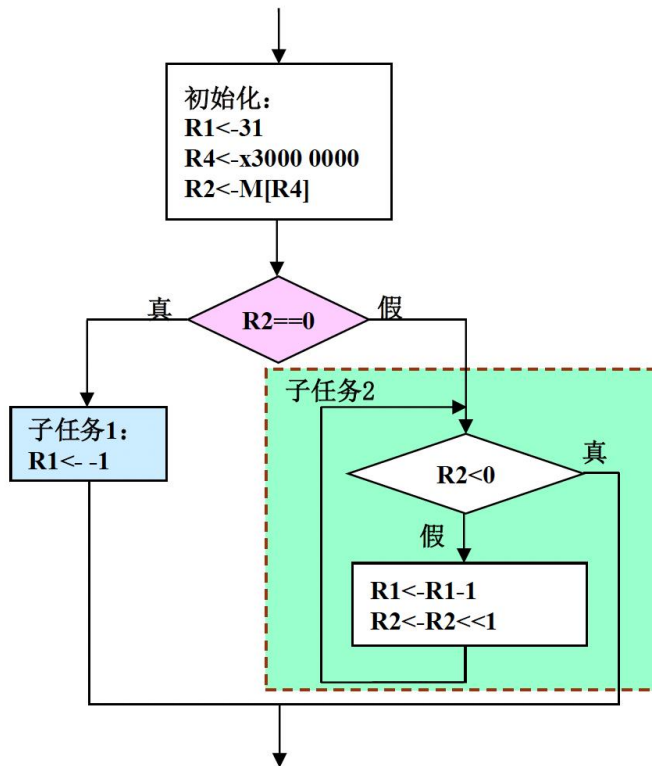 初始化：
R1<-31
R4<-x3000 0000
R2<-M[R4]
真
R2==0
假
子任务2
子任务1：
R1<- -1
R2<0
真
假
R1<-R1-1
R2<-R2<<1